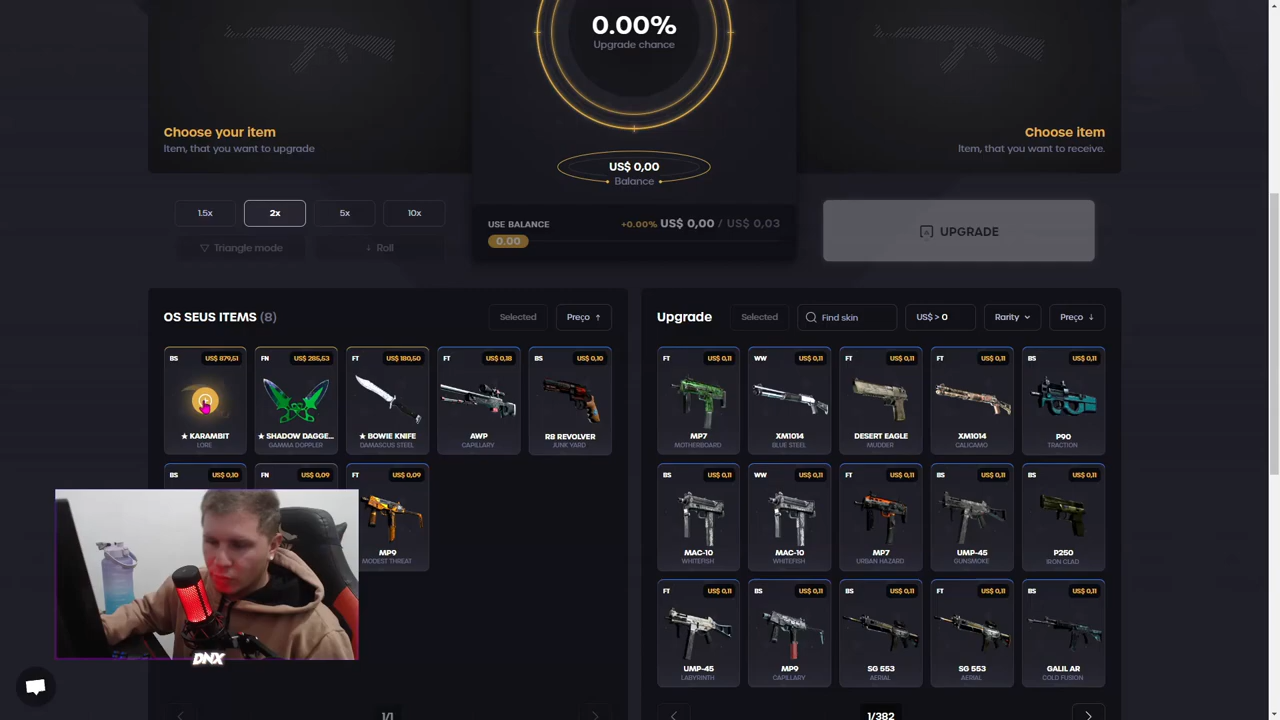 0.00%
Upgrade chance
Choose your item
Item, that you want to upgrade
Choose item
Item, that you want to receive.
US$ 0,00
Balance
1.5x 2x 5x 10x
Triangle mode Roll
USE BALANCE +0.00% US$ 0,00 / US$ 0,03
0.00
UPGRADE
OS SEUS ITEMS (8) Selected Preço ↑
BS US$ 879,51 FN US$ 285,53 FT US$ 180,50 FT US$ 0,18 BS US$ 0,10
★ KARAMBIT ★ SHADOW DAGGE... ★ BOWIE KNIFE AWP R8 REVOLVER
LORE GAMMA DOPPLER DAMASCUS STEEL CAPILLARY JUNK YARD
BS US$ 0,10 FN US$ 0,09 FT US$ 0,09
MP9
MODEST THREAT
1/1
Upgrade Selected Find skin US$ > 0 Rarity Preço ↓
FT US$ 0,11 WW US$ 0,11 FT US$ 0,11 FT US$ 0,11 BS US$ 0,11
MP7 XM1014 DESERT EAGLE XM1014 P90
MOTHERBOARD BLUE STEEL MUDDER CALICAMO TRACTION
BS US$ 0,11 WW US$ 0,11 FT US$ 0,11 BS US$ 0,11 BS US$ 0,11
MAC-10 MAC-10 MP7 UMP-45 P250
WHITEFISH WHITEFISH URBAN HAZARD GUNSMOKE IRON CLAD
FT US$ 0,11 BS US$ 0,11 BS US$ 0,11 FT US$ 0,11 BS US$ 0,11
UMP-45 MP9 SG 553 SG 553 GALIL AR
LABYRINTH CAPILLARY AERIAL AERIAL COLD FUSION
1/382
DNX